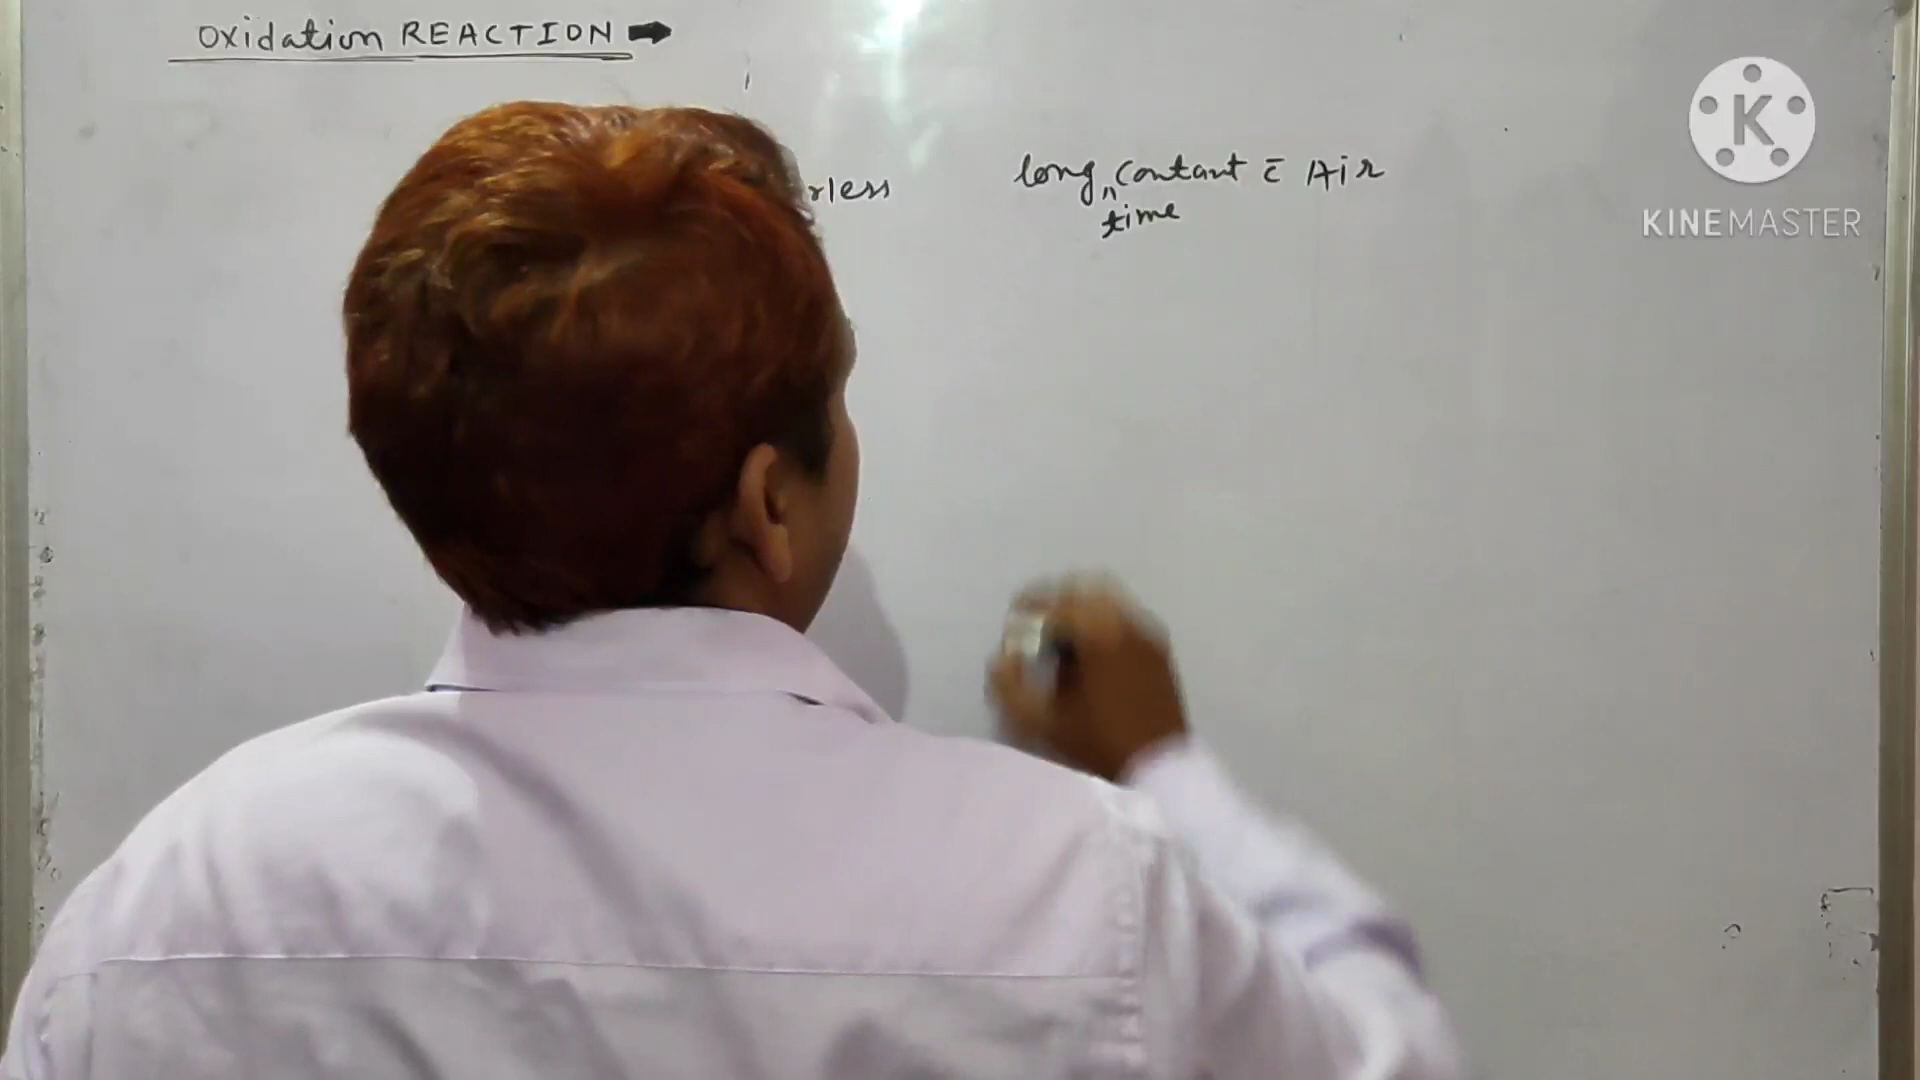 Oxidation REACTION ➡
rless
long contant c̄ Air
time
K
KINEMASTER